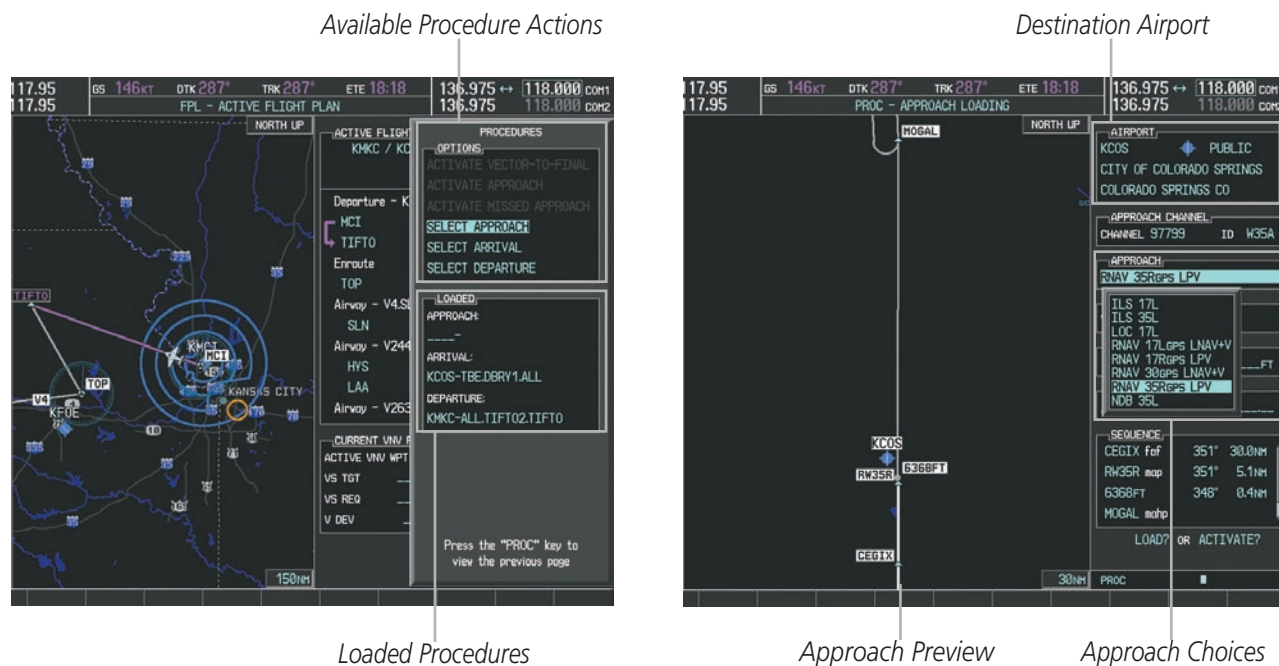 Available Procedure Actions
Destination Airport
117.95 GS 146KT DTK 287° TRK 287° ETE 18:18 136.975 ↔ 118.000 COM1
117.95 FPL - ACTIVE FLIGHT PLAN 136.975 118.000 COM2
NORTH UP
ACTIVE FLIGH
KMKC / KC
Departure - K
MCI
TIFTO
Enroute
TOP
Airway - V4.SL
SLN
Airway - V244
HYS
LAA
Airway - V263
CURRENT VNV P
ACTIVE VNV WPT
VS TGT __
VS REQ __
V DEV _
TIFTO
KMCI
MCI
TOP
V4
KFOE
KANSAS CITY
150NM
PROCEDURES
OPTIONS
ACTIVATE VECTOR-TO-FINAL
ACTIVATE APPROACH
ACTIVATE MISSED APPROACH
SELECT APPROACH
SELECT ARRIVAL
SELECT DEPARTURE
LOADED
APPROACH:
____-
ARRIVAL:
KCOS-TBE.DBRY1.ALL
DEPARTURE:
KMKC-ALL.TIFTO2.TIFTO
Press the "PROC" key to
view the previous page
117.95 GS 146KT DTK 287° TRK 287° ETE 18:18 136.975 ↔ 118.000 COM
117.95 PROC - APPROACH LOADING 136.975 118.000 COM
NORTH UP
MOGAL
KCOS
RW35R
6368FT
CEGIX
30NM
AIRPORT
KCOS PUBLIC
CITY OF COLORADO SPRINGS
COLORADO SPRINGS CO
APPROACH CHANNEL
CHANNEL 97799 ID W35A
APPROACH
RNAV 35RGPS LPV
ILS 17L
ILS 35L
LOC 17L
RNAV 17LGPS LNAV+V
RNAV 17RGPS LPV
RNAV 30GPS LNAV+V
RNAV 35RGPS LPV
NDB 35L
__FT
SEQUENCE
CEGIX faf 351° 30.0NM
RW35R map 351° 5.1NM
6368FT 348° 0.4NM
MOGAL mahp
LOAD? OR ACTIVATE?
PROC
Loaded Procedures
Approach Preview
Approach Choices